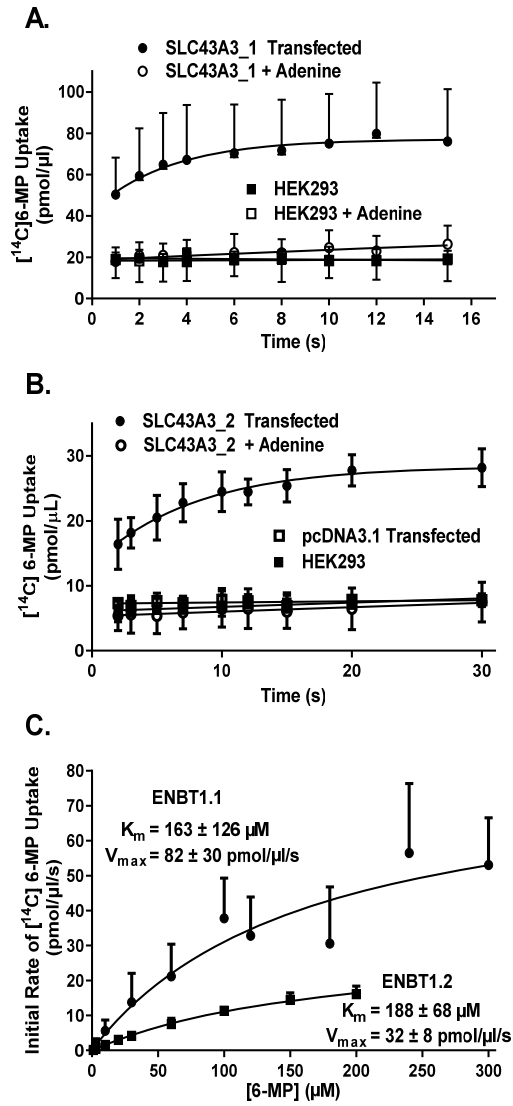 A.
SLC43A3_1 Transfected
SLC43A3_1 + Adenine
[¹⁴C]6-MP Uptake
(pmol/µl)
100
80
60
40
20
0
HEK293
HEK293 + Adenine
0 2 4 6 8 10 12 14 16
Time (s)
B.
SLC43A3_2 Transfected
SLC43A3_2 + Adenine
[¹⁴C] 6-MP Uptake
(pmol/µL)
30
20
10
0
pcDNA3.1 Transfected
HEK293
0 10 20 30
Time (s)
C.
Initial Rate of [¹⁴C] 6-MP Uptake
(pmol/µl/s)
80
70
60
50
40
30
20
10
0
ENBT1.1
Km = 163 ± 126 µM
Vmax = 82 ± 30 pmol/µl/s
ENBT1.2
Km = 188 ± 68 µM
Vmax = 32 ± 8 pmol/µl/s
0 50 100 150 200 250 300
[6-MP] (µM)